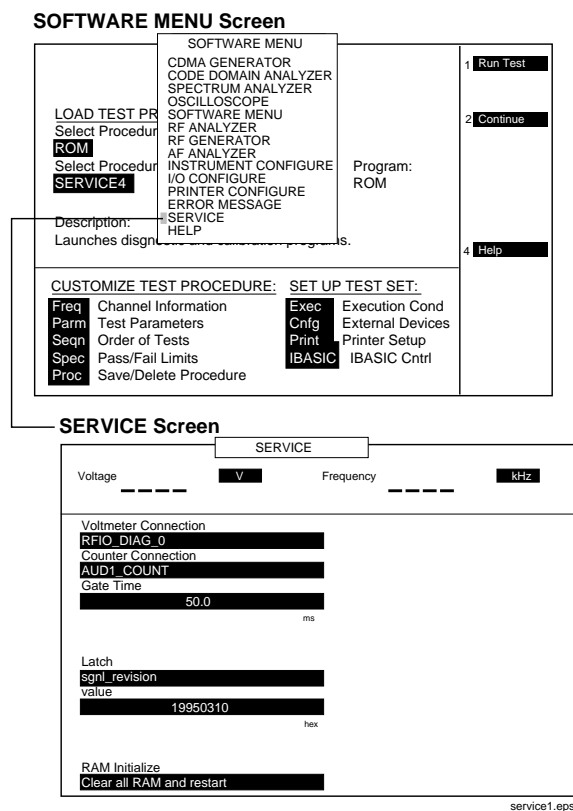 SOFTWARE MENU Screen
SOFTWARE MENU
CDMA GENERATOR
CODE DOMAIN ANALYZER
SPECTRUM ANALYZER
OSCILLOSCOPE
SOFTWARE MENU
RF ANALYZER
RF GENERATOR
AF ANALYZER
INSTRUMENT CONFIGURE
I/O CONFIGURE
PRINTER CONFIGURE
ERROR MESSAGE
SERVICE
HELP
1 Run Test
2 Continue
4 Help
LOAD TEST PR
Select Procedur
ROM
Select Procedur
Program:
SERVICE4
ROM
Description:
Launches disgnostic and calibration programs.
CUSTOMIZE TEST PROCEDURE: SET UP TEST SET:
Freq Channel Information Exec Execution Cond
Parm Test Parameters Cnfg External Devices
Seqn Order of Tests Print Printer Setup
Spec Pass/Fail Limits IBASIC IBASIC Cntrl
Proc Save/Delete Procedure
SERVICE Screen
SERVICE
Voltage V Frequency kHz
Voltmeter Connection
RFIO_DIAG_0
Counter Connection
AUD1_COUNT
Gate Time
50.0
ms
Latch
sgnl_revision
value
19950310
hex
RAM Initialize
Clear all RAM and restart
service1.eps